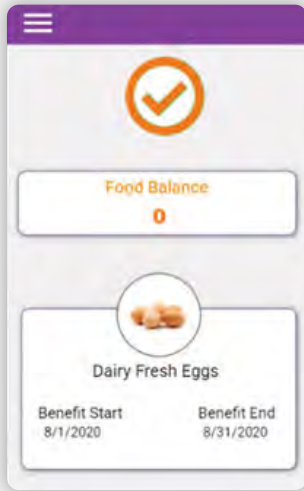 Food Balance
0
Dairy Fresh Eggs
Benefit Start Benefit End
8/1/2020 8/31/2020